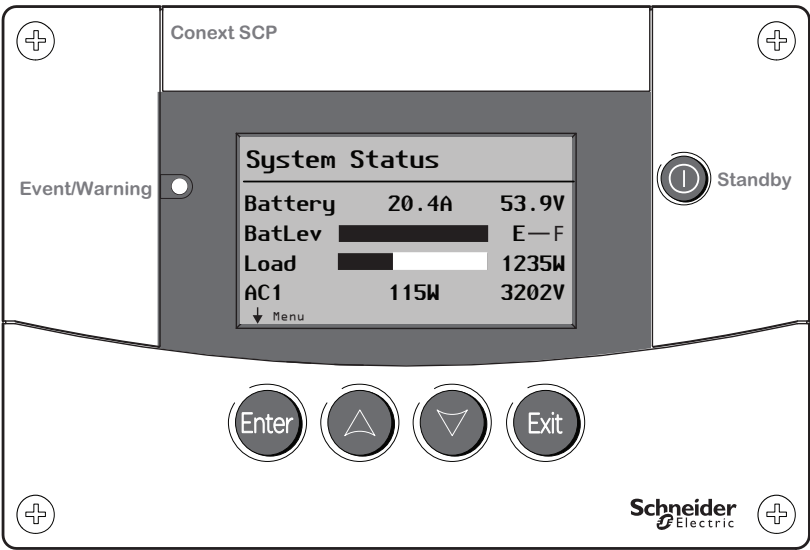 Conext SCP
System Status
Event/Warning
Standby
Battery 20.4A 53.9V
BatLev E—F
Load 1235W
AC1 115W 3202V
Menu
Enter
Exit
Schneider
Electric